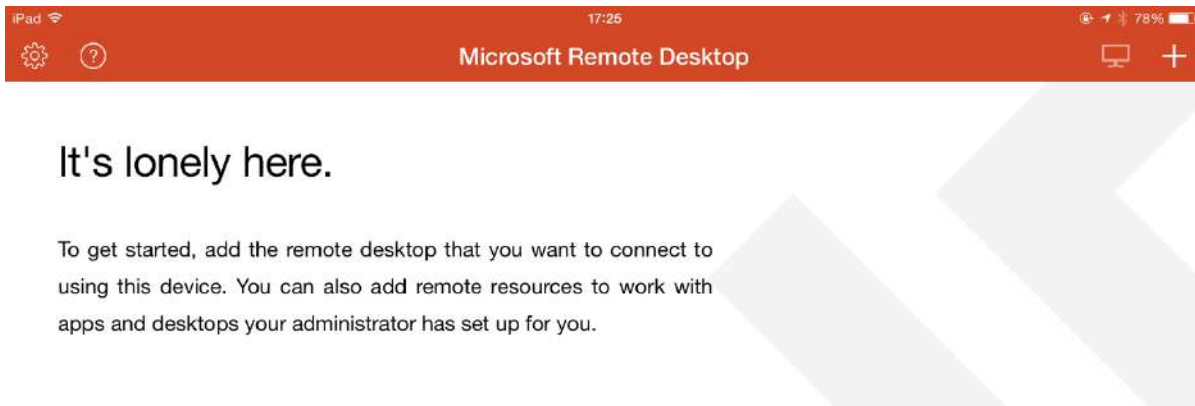 iPad 17:25 78%
? Microsoft Remote Desktop +
It's lonely here.
To get started, add the remote desktop that you want to connect to
using this device. You can also add remote resources to work with
apps and desktops your administrator has set up for you.